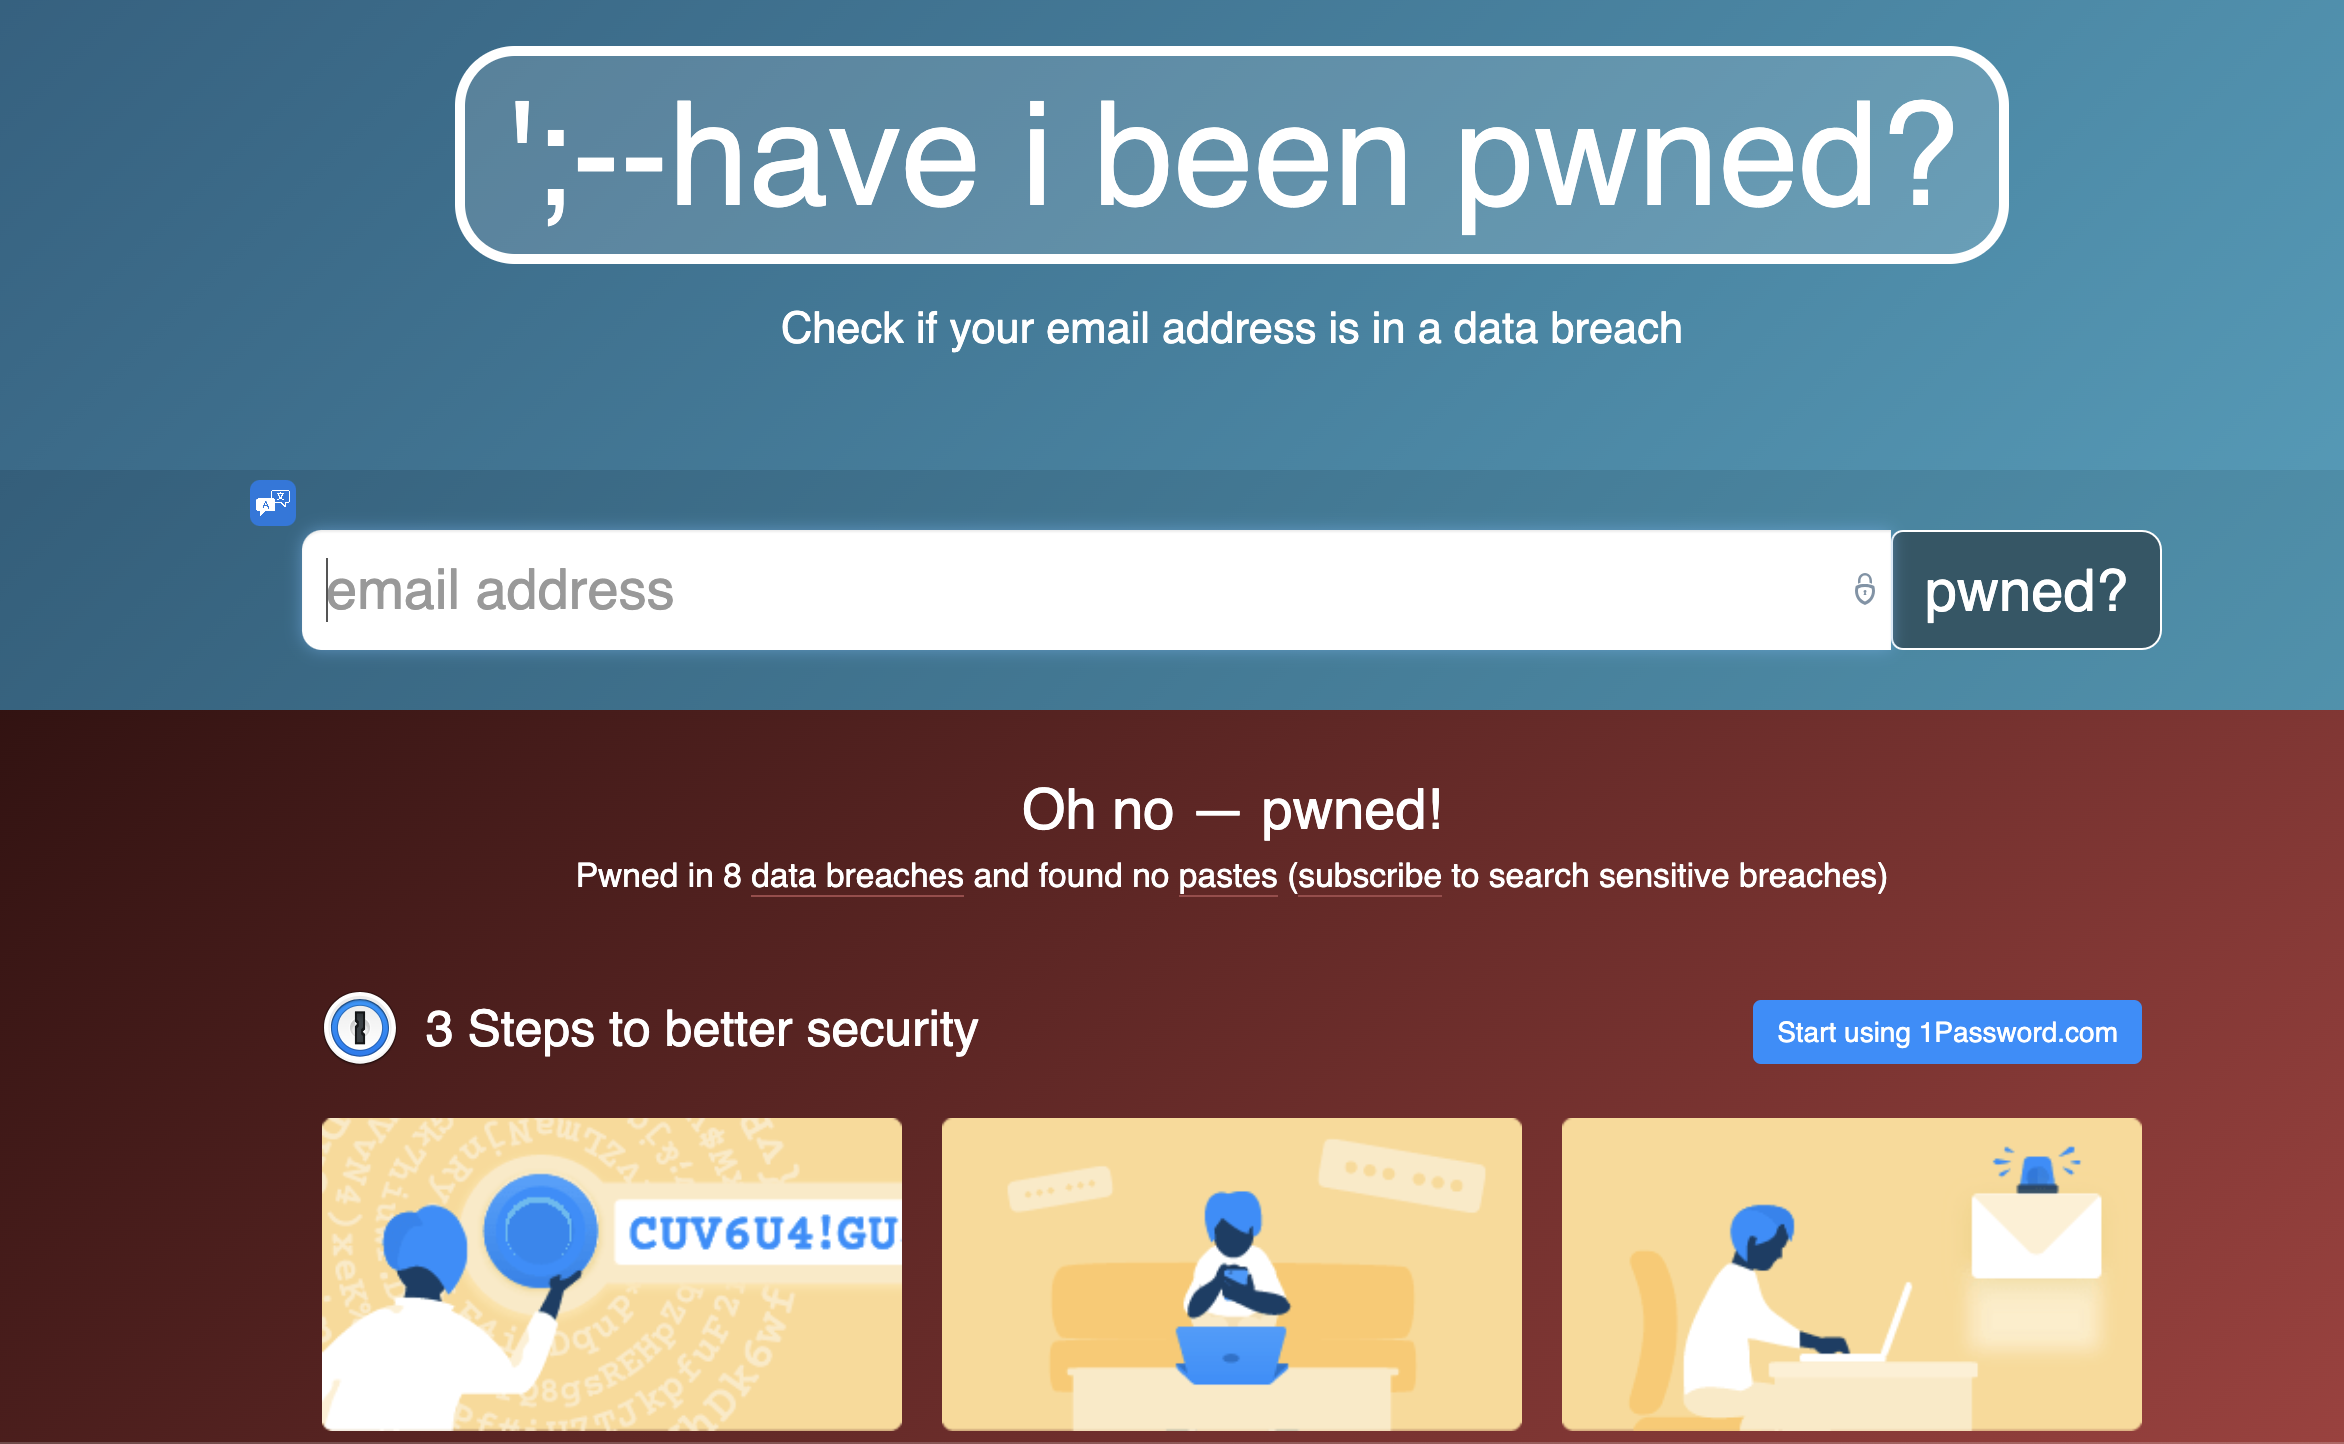 ';--have i been pwned?
Check if your email address is in a data breach
email address
pwned?
Oh no — pwned!
Pwned in 8 data breaches and found no pastes (subscribe to search sensitive breaches)
3 Steps to better security
Start using 1Password.com
CUV6U4!GU